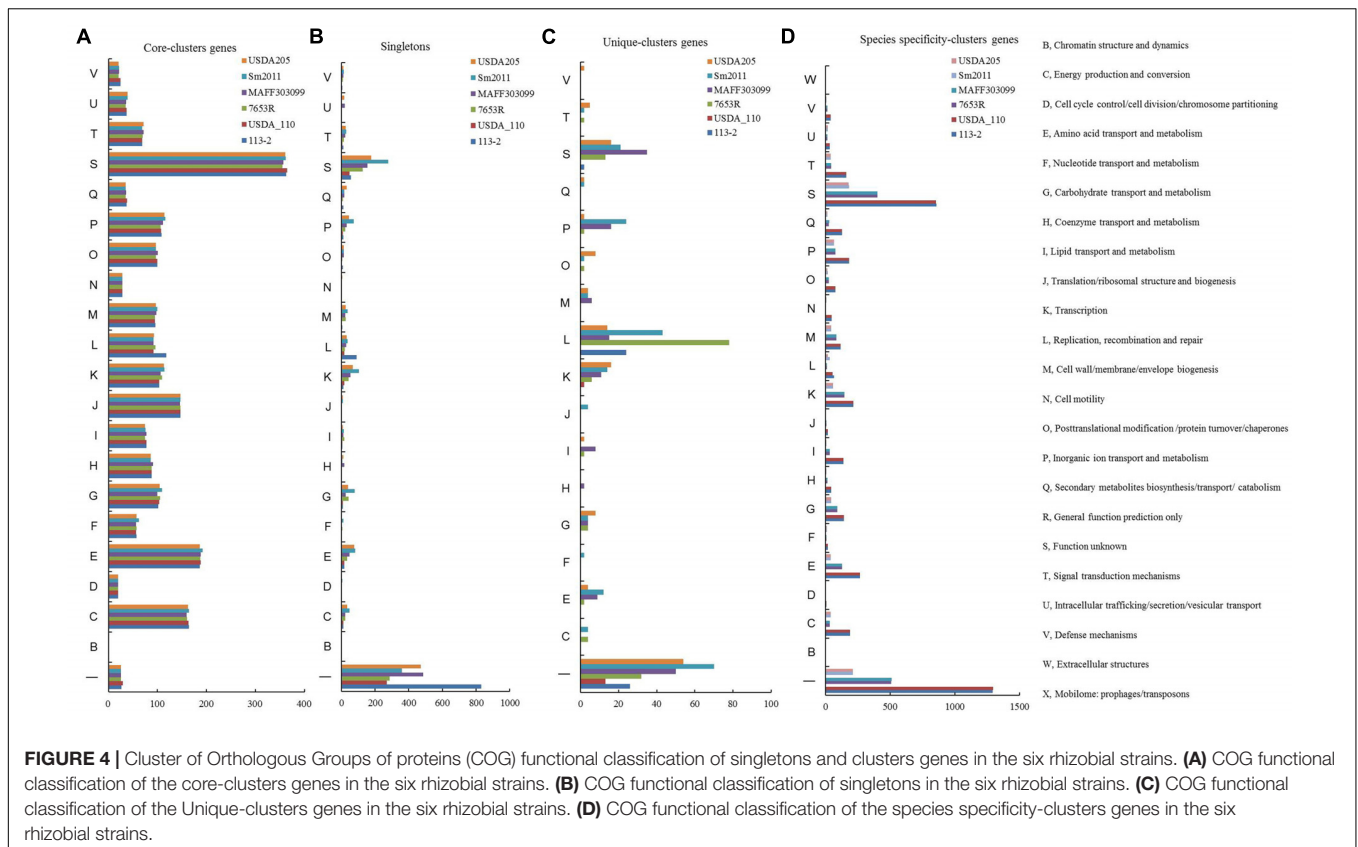 A
Core-clusters genes
USDA205
Sm2011
MAFF303099
7653R
USDA_110
113-2
V
U
T
S
Q
P
O
N
M
L
K
J
I
H
G
F
E
D
C
B
—
0 100 200 300 400
B
Singletons
USDA205
Sm2011
MAFF303099
7653R
USDA_110
113-2
V
U
T
S
Q
P
O
N
M
L
K
J
I
H
G
F
E
D
C
B
—
0 200 400 600 800 1000
C
Unique-clusters genes
USDA205
Sm2011
MAFF303099
7653R
USDA_110
113-2
V
T
S
Q
P
O
M
L
K
J
I
H
G
F
E
C
—
0 20 40 60 80 100
D
Species specificity-clusters genes
USDA205
Sm2011
MAFF303099
7653R
USDA_110
113-2
W
V
U
T
S
Q
P
O
N
M
L
K
J
I
H
G
F
E
D
C
B
—
0 500 1000 1500
B, Chromatin structure and dynamics
C, Energy production and conversion
D, Cell cycle control/cell division/chromosome partitioning
E, Amino acid transport and metabolism
F, Nucleotide transport and metabolism
G, Carbohydrate transport and metabolism
H, Coenzyme transport and metabolism
I, Lipid transport and metabolism
J, Translation/ribosomal structure and biogenesis
K, Transcription
L, Replication, recombination and repair
M, Cell wall/membrane/envelope biogenesis
N, Cell motility
O, Posttranslational modification /protein turnover/chaperones
P, Inorganic ion transport and metabolism
Q, Secondary metabolites biosynthesis/transport/ catabolism
R, General function prediction only
S, Function unknown
T, Signal transduction mechanisms
U, Intracellular trafficking/secretion/vesicular transport
V, Defense mechanisms
W, Extracellular structures
X, Mobilome: prophages/transposons
FIGURE 4 | Cluster of Orthologous Groups of proteins (COG) functional classification of singletons and clusters genes in the six rhizobial strains. (A) COG functional
classification of the core-clusters genes in the six rhizobial strains. (B) COG functional classification of singletons in the six rhizobial strains. (C) COG functional
classification of the Unique-clusters genes in the six rhizobial strains. (D) COG functional classification of the species specificity-clusters genes in the six
rhizobial strains.